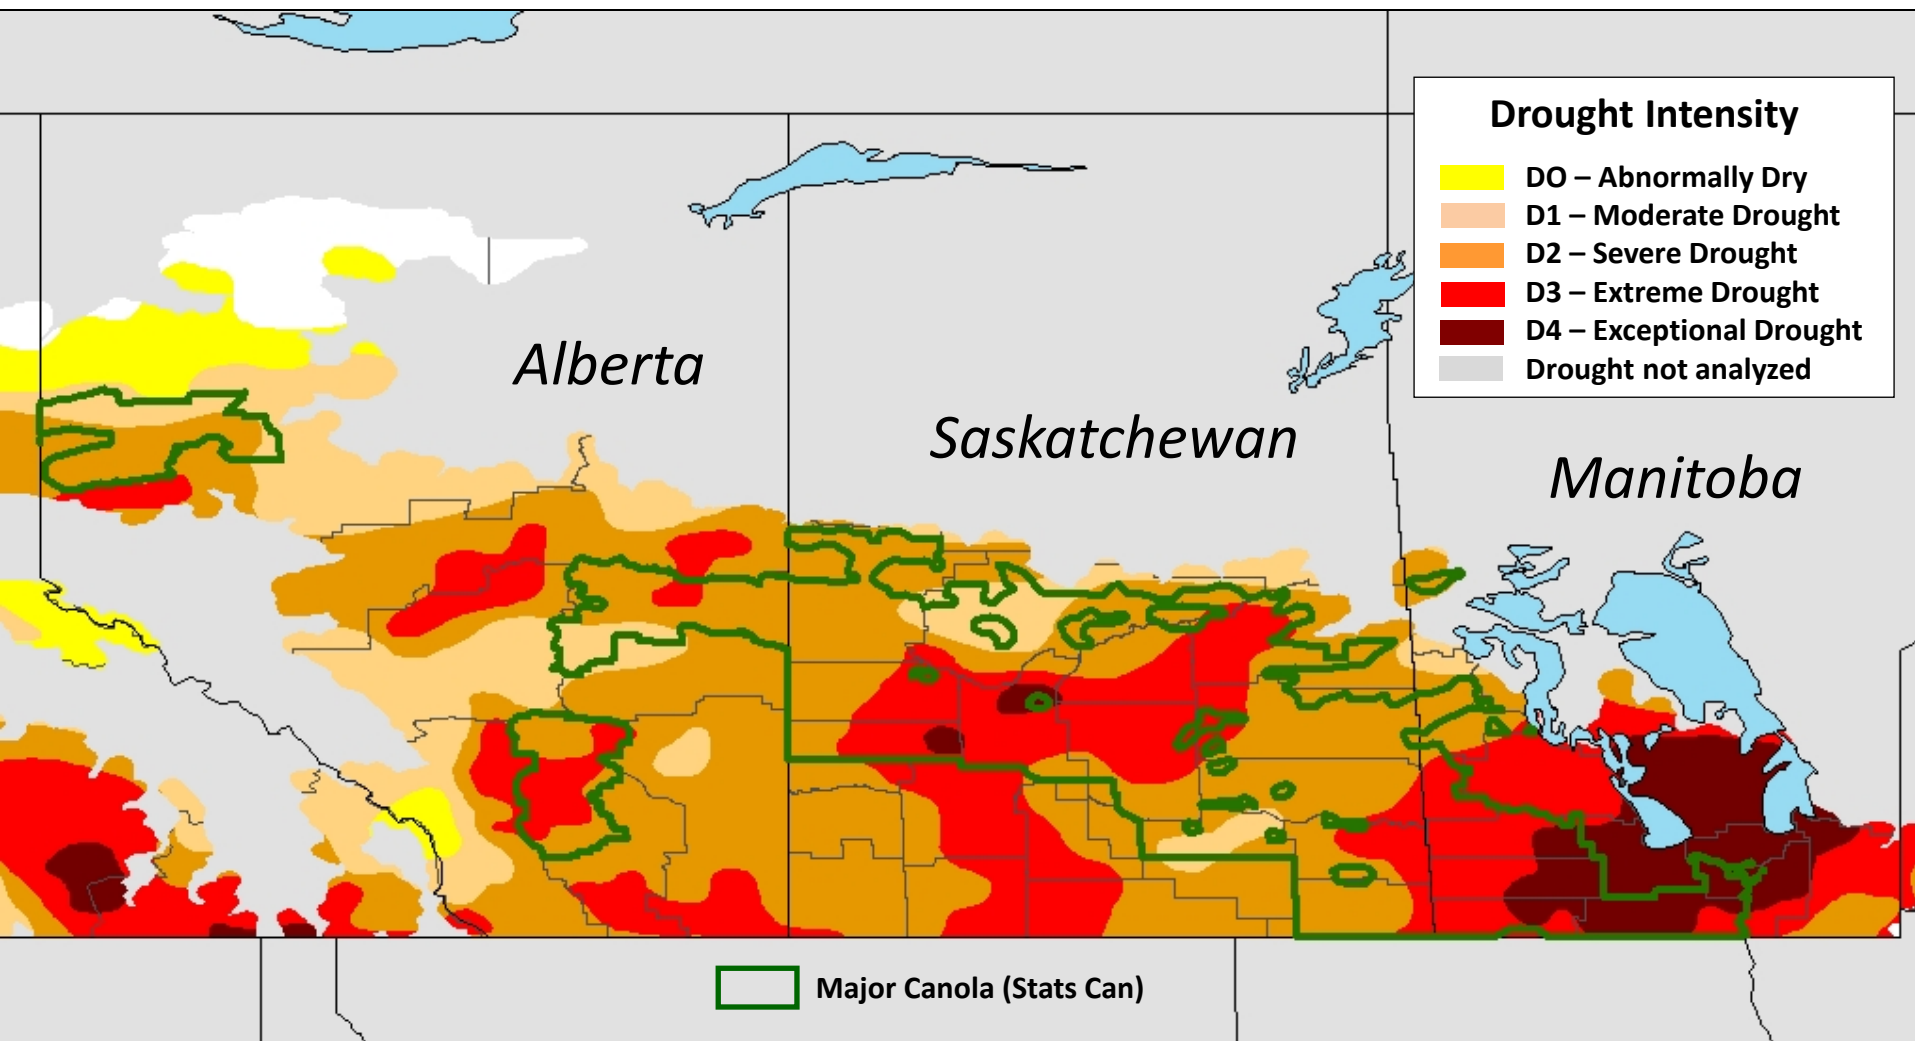 Drought Intensity
DO – Abnormally Dry
D1 – Moderate Drought
D2 – Severe Drought
D3 – Extreme Drought
D4 – Exceptional Drought
Drought not analyzed
Alberta
Saskatchewan
Manitoba
Major Canola (Stats Can)